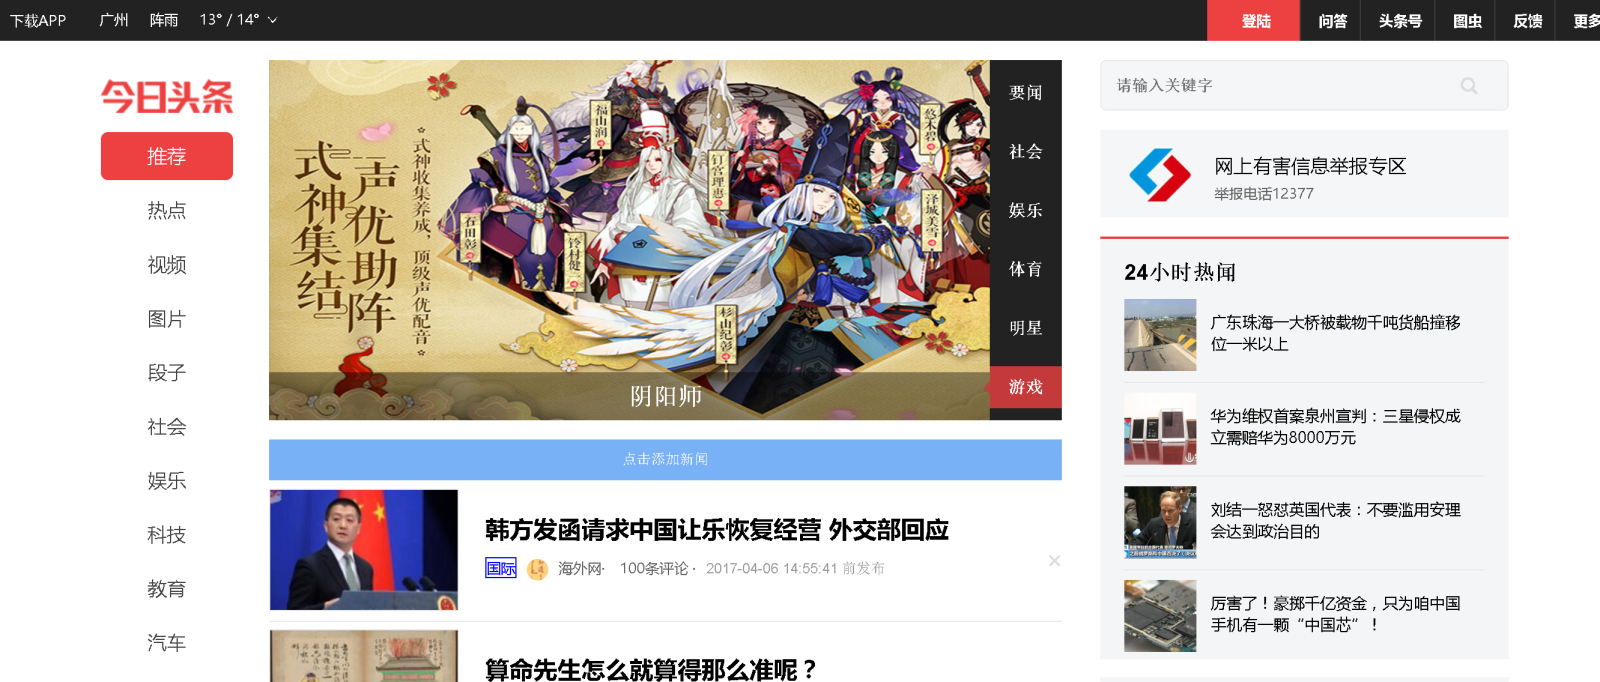 下载APP 广州 阵雨 13° / 14° 登陆 问答 头条号 图虫 反馈 更多
今日头条
推荐
热点
视频
图片
段子
社会
娱乐
科技
教育
汽车
式神集结
声优助阵
式神收集养成，顶级声优配音
福山润
钉宫理惠
悠木碧
泽城美雪
石田彰
铃村健一
杉山纪彰
阴阳师
要闻
社会
娱乐
体育
明星
游戏
点击添加新闻
韩方发函请求中国让乐恢复经营 外交部回应
国际 海外网· 100条评论 · 2017-04-06 14:55:41 前发布
算命先生怎么就算得那么准呢？
请输入关键字
网上有害信息举报专区
举报电话12377
24小时热闻
广东珠海一大桥被载物千吨货船撞移
位一米以上
华为维权首案泉州宣判：三星侵权成
立需赔华为8000万元
刘结一怒怼英国代表：不要滥用安理
会达到政治目的
厉害了！豪掷千亿资金，只为咱中国
手机有一颗“中国芯”！